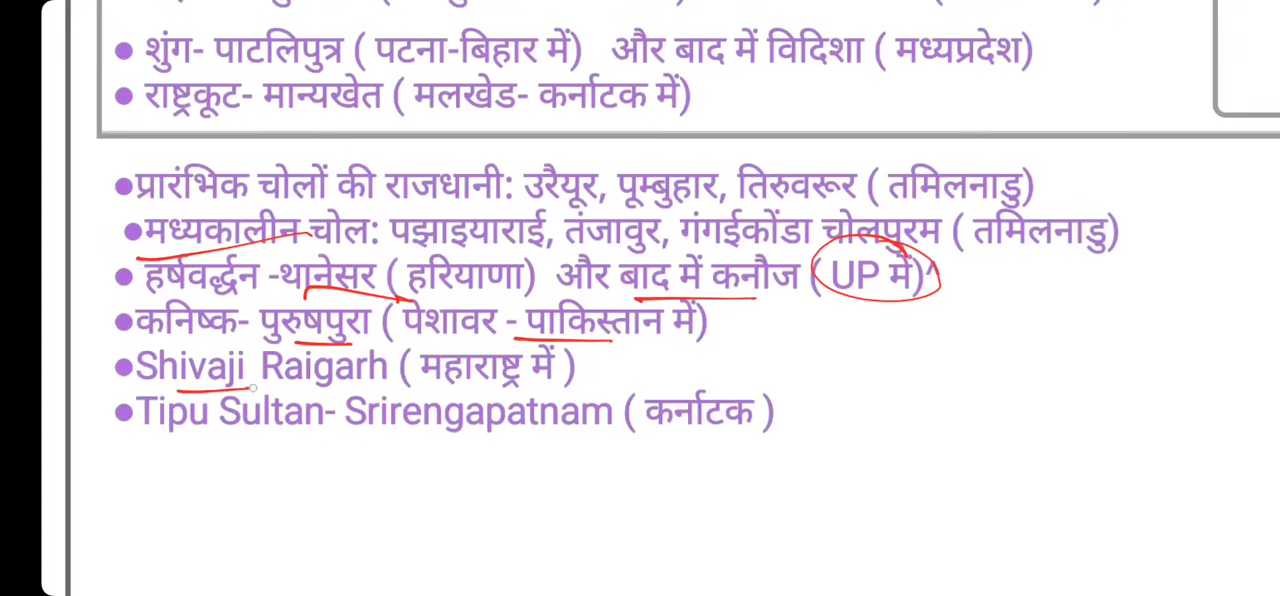 ● शुंग- पाटलिपुत्र ( पटना-बिहार में) और बाद में विदिशा ( मध्यप्रदेश)
● राष्ट्रकूट- मान्यखेत ( मलखेड- कर्नाटक में)
●प्रारंभिक चोलों की राजधानी: उरैयूर, पूम्बुहार, तिरुवरूर ( तमिलनाडु)
●मध्यकालीन चोल: पझाइयाराई, तंजावुर, गंगईकोंडा चोलपुरम ( तमिलनाडु)
● हर्षवर्द्धन -थानेसर ( हरियाणा) और बाद में कनौज ( UP में)^
●कनिष्क- पुरुषपुरा ( पेशावर - पाकिस्तान में)
●Shivaji Raigarh ( महाराष्ट्र में )
●Tipu Sultan- Srirengapatnam ( कर्नाटक )